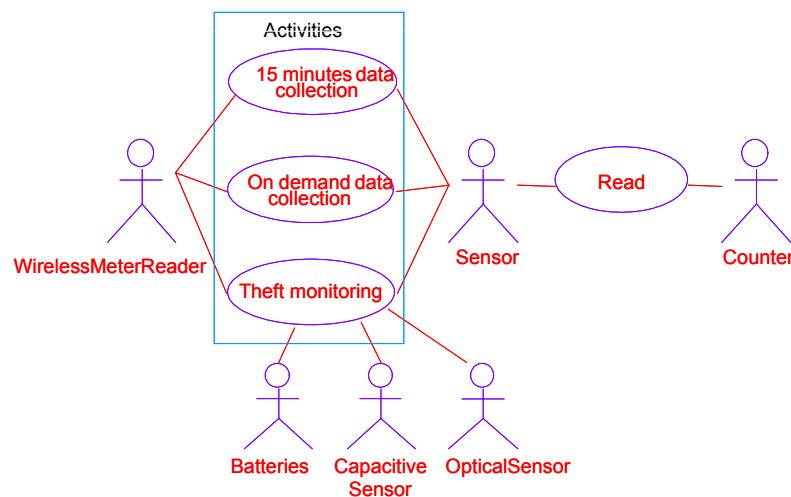 Activities
15 minutes data
collection
On demand data
collection
Read
WirelessMeterReader
Sensor
Counter
Theft monitoring
Batteries
Capacitive
Sensor
OpticalSensor